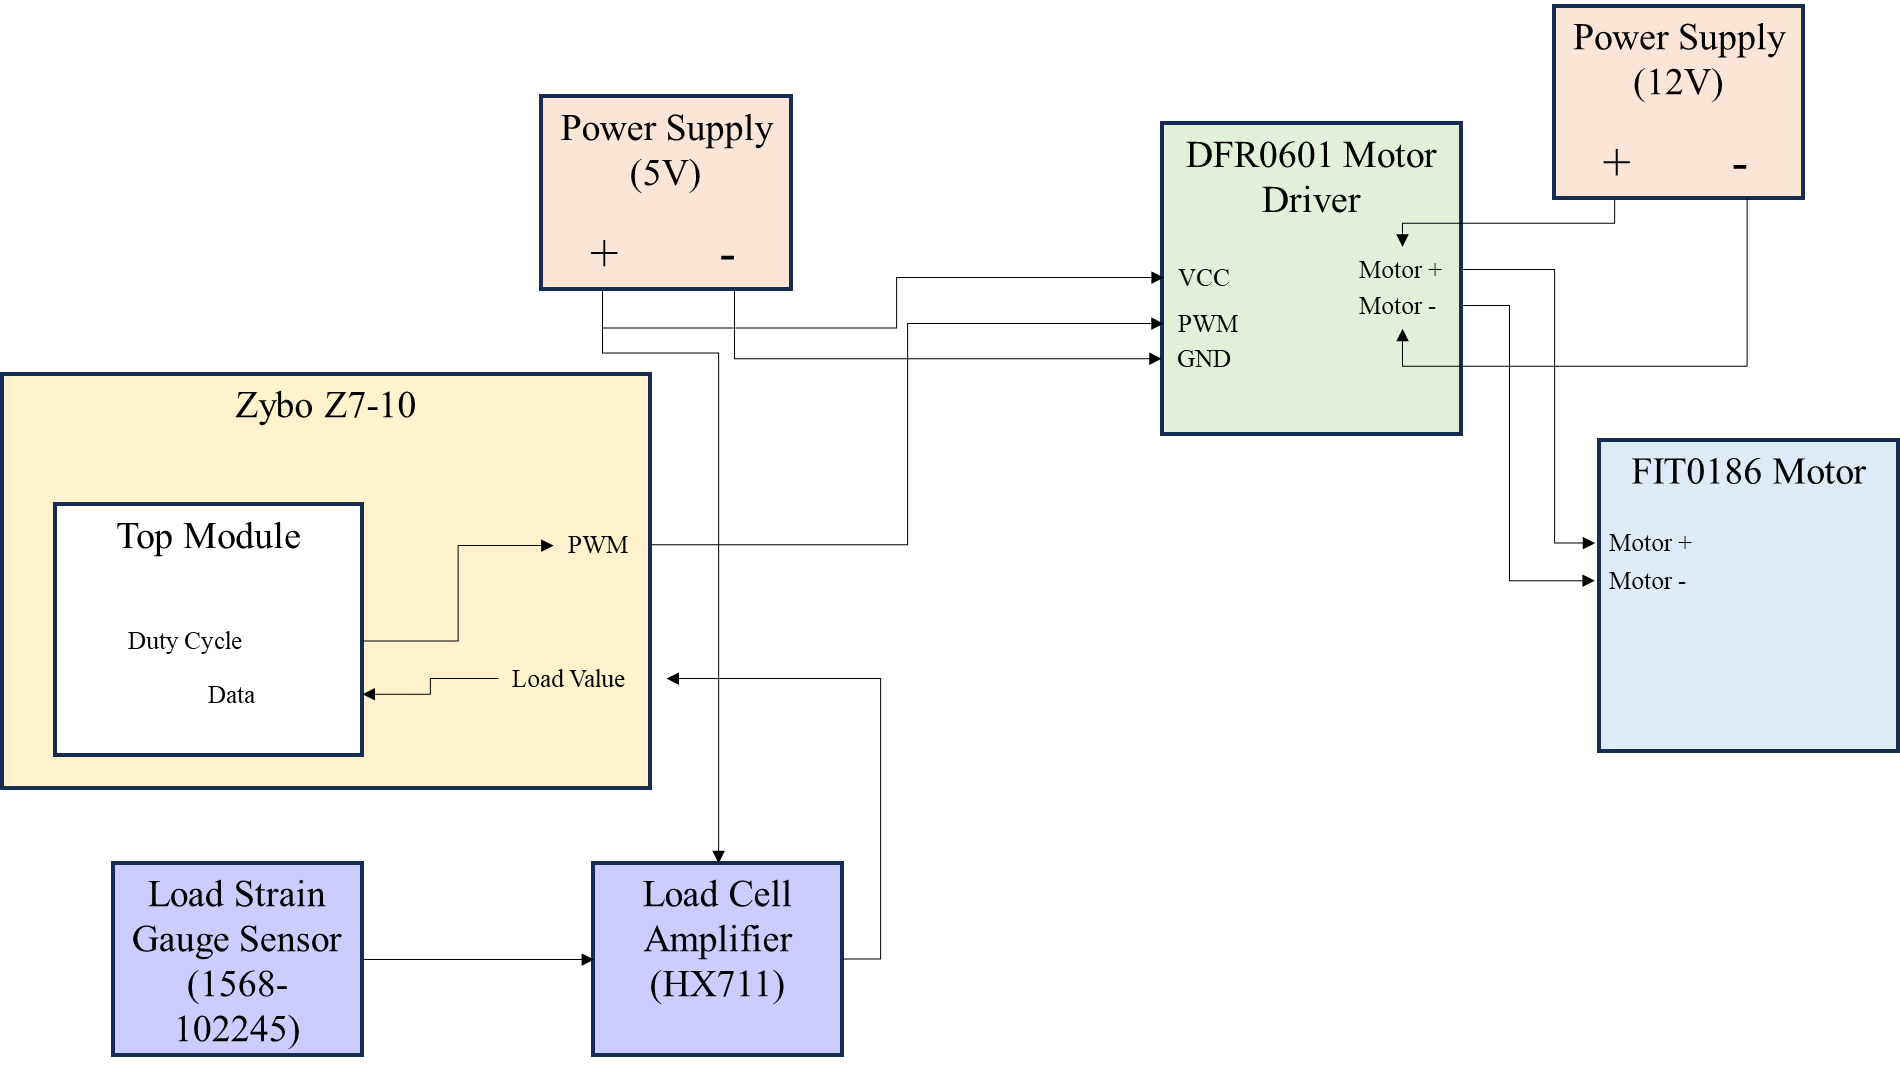 Power Supply
(12V)
+ -
Power Supply
(5V)
+ -
DFR0601 Motor
Driver
VCC
PWM
GND
Motor +
Motor -
Zybo Z7-10
Top Module
Duty Cycle
Data
PWM
Load Value
FIT0186 Motor
Motor +
Motor -
Load Strain
Gauge Sensor
(1568-
102245)
Load Cell
Amplifier
(HX711)